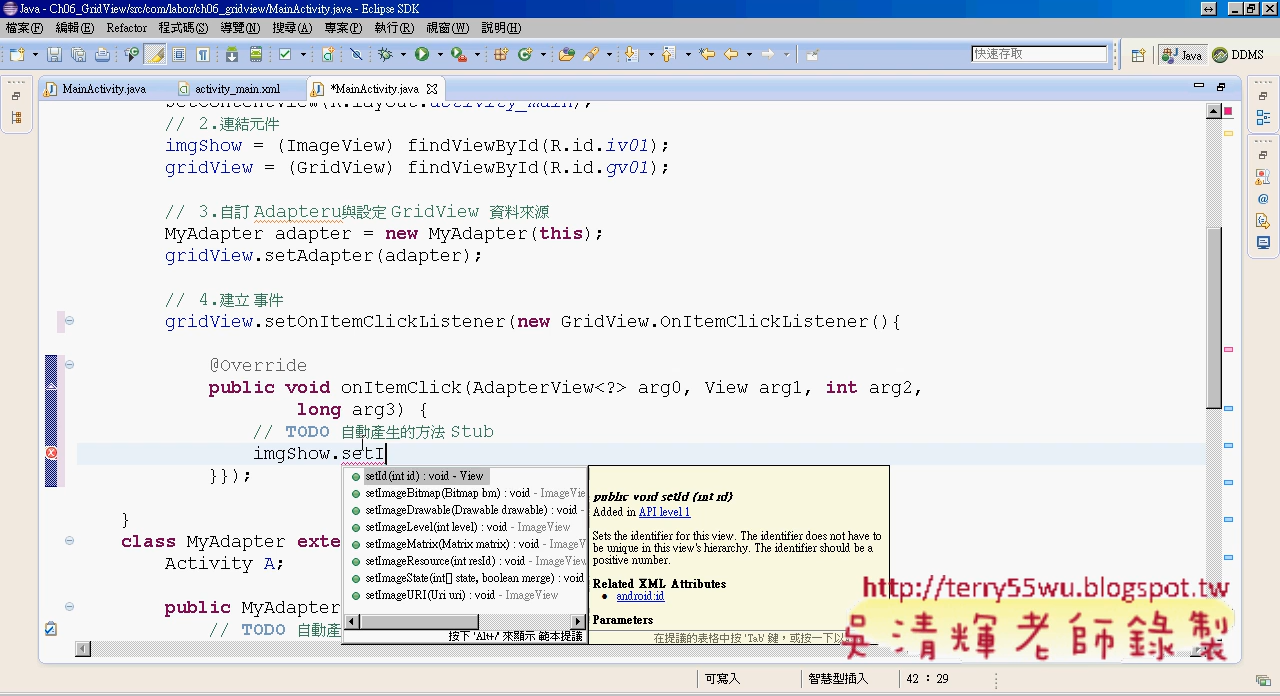 Java - Ch06_GridView/src/com/labor/ch06_gridview/MainActivity.java - Eclipse SDK
檔案(F) 編輯(E) Refactor 程式碼(S) 導覽(N) 搜尋(A) 專案(P) 執行(R) 視窗(W) 說明(H)
快速存取 Java DDMS
MainActivity.java activity_main.xml *MainActivity.java
setContentView(R.layout.activity_main);
// 2.連結元件
imgShow = (ImageView) findViewById(R.id.iv01);
gridView = (GridView) findViewById(R.id.gv01);
// 3.自訂 Adapteru與設定 GridView 資料來源
MyAdapter adapter = new MyAdapter(this);
gridView.setAdapter(adapter);
// 4.建立 事件
gridView.setOnItemClickListener(new GridView.OnItemClickListener(){
@Override
public void onItemClick(AdapterView<?> arg0, View arg1, int arg2,
long arg3) {
// TODO 自動產生的方法 Stub
imgShow.setI
}});
}
class MyAdapter exte
Activity A;
public MyAdapter
// TODO 自動產
setId(int id) : void - View
setImageBitmap(Bitmap bm) : void - ImageVie
setImageDrawable(Drawable drawable) : void -
setImageLevel(int level) : void - ImageView
setImageMatrix(Matrix matrix) : void - ImageV
setImageResource(int resId) : void - ImageView
setImageState(int[] state, boolean merge) : void
setImageURI(Uri uri) : void - ImageView
按下 'Alt+/' 來顯示 範本提議
public void setId (int id)
Added in API level 1
Sets the identifier for this view. The identifier does not have to
be unique in this view's hierarchy. The identifier should be a
positive number.
Related XML Attributes
android:id
Parameters
在提議的表格中按 'Tab' 鍵，或按一下以
http://terry55wu.blogspot.tw
吳清輝老師錄製
可寫入 智慧型插入 42 : 29